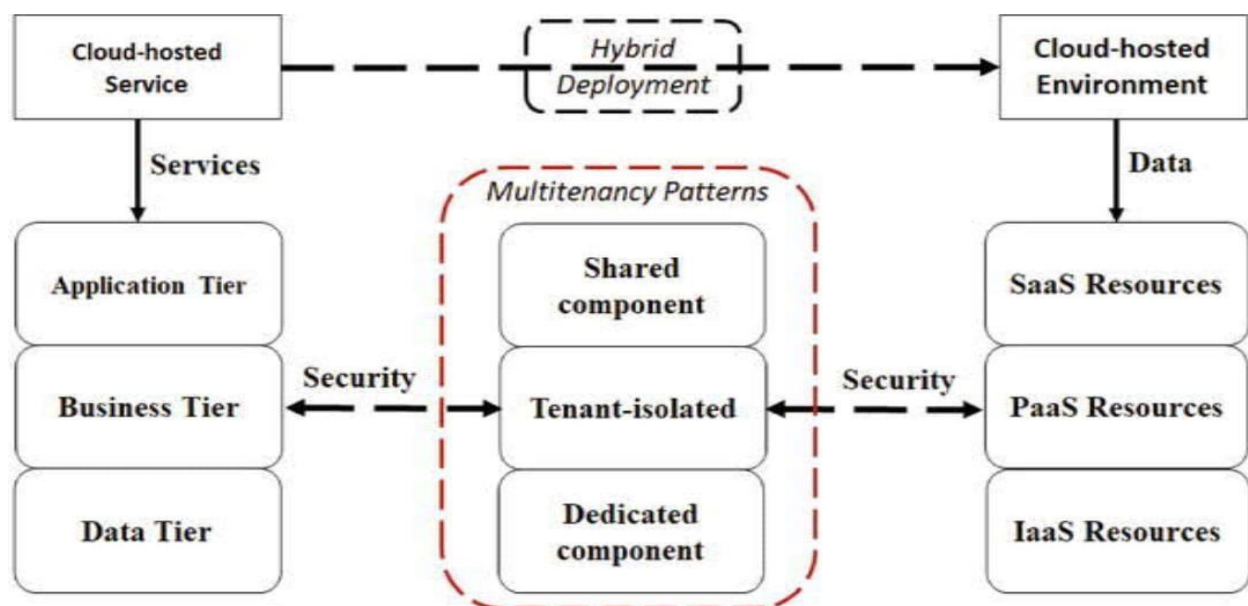 Cloud-hosted
Service
Hybrid
Deployment
Cloud-hosted
Environment
Services
Data
Multitenancy Patterns
Application Tier
Shared
component
SaaS Resources
Security
Security
Business Tier
Tenant-isolated
PaaS Resources
Data Tier
Dedicated
component
IaaS Resources